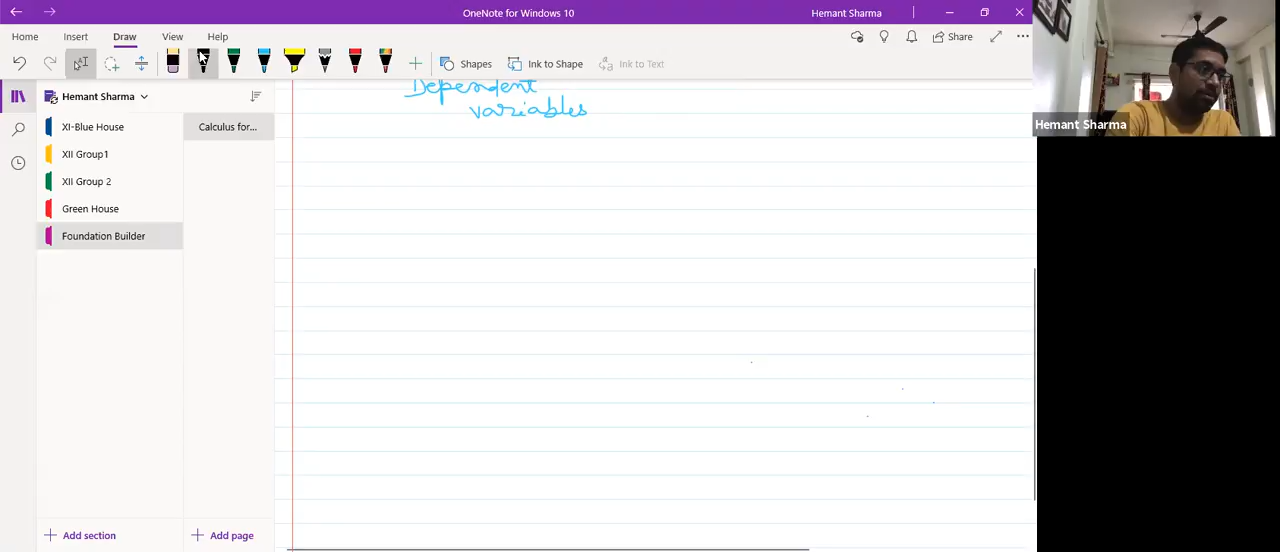 OneNote for Windows 10
Hemant Sharma
Home Insert Draw View Help
Share
Shapes Ink to Shape Ink to Text
Hemant Sharma
XI-Blue House
XII Group1
XII Group 2
Green House
Foundation Builder
Calculus for...
Dependent
variables
Hemant Sharma
Add section
Add page